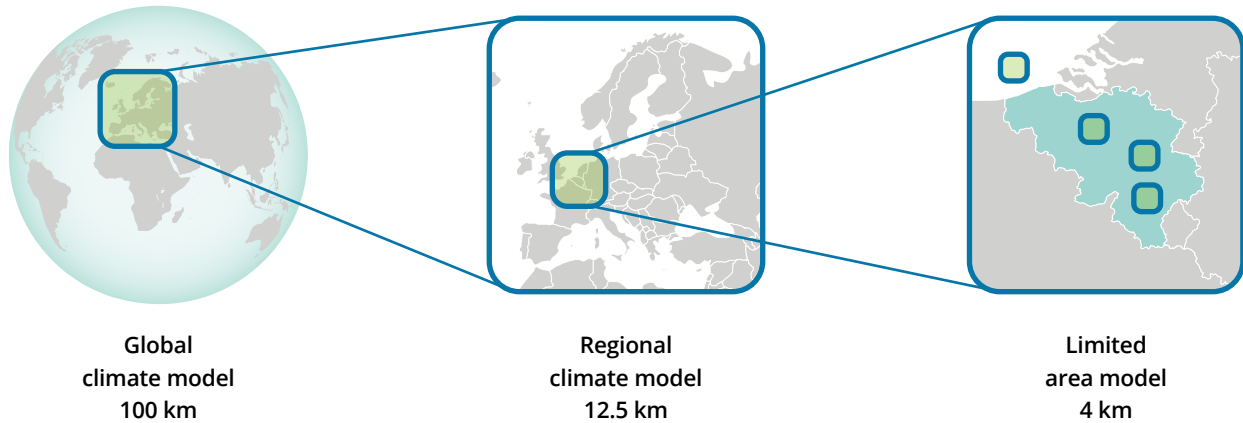 Global
climate model
100 km
Regional
climate model
12.5 km
Limited
area model
4 km